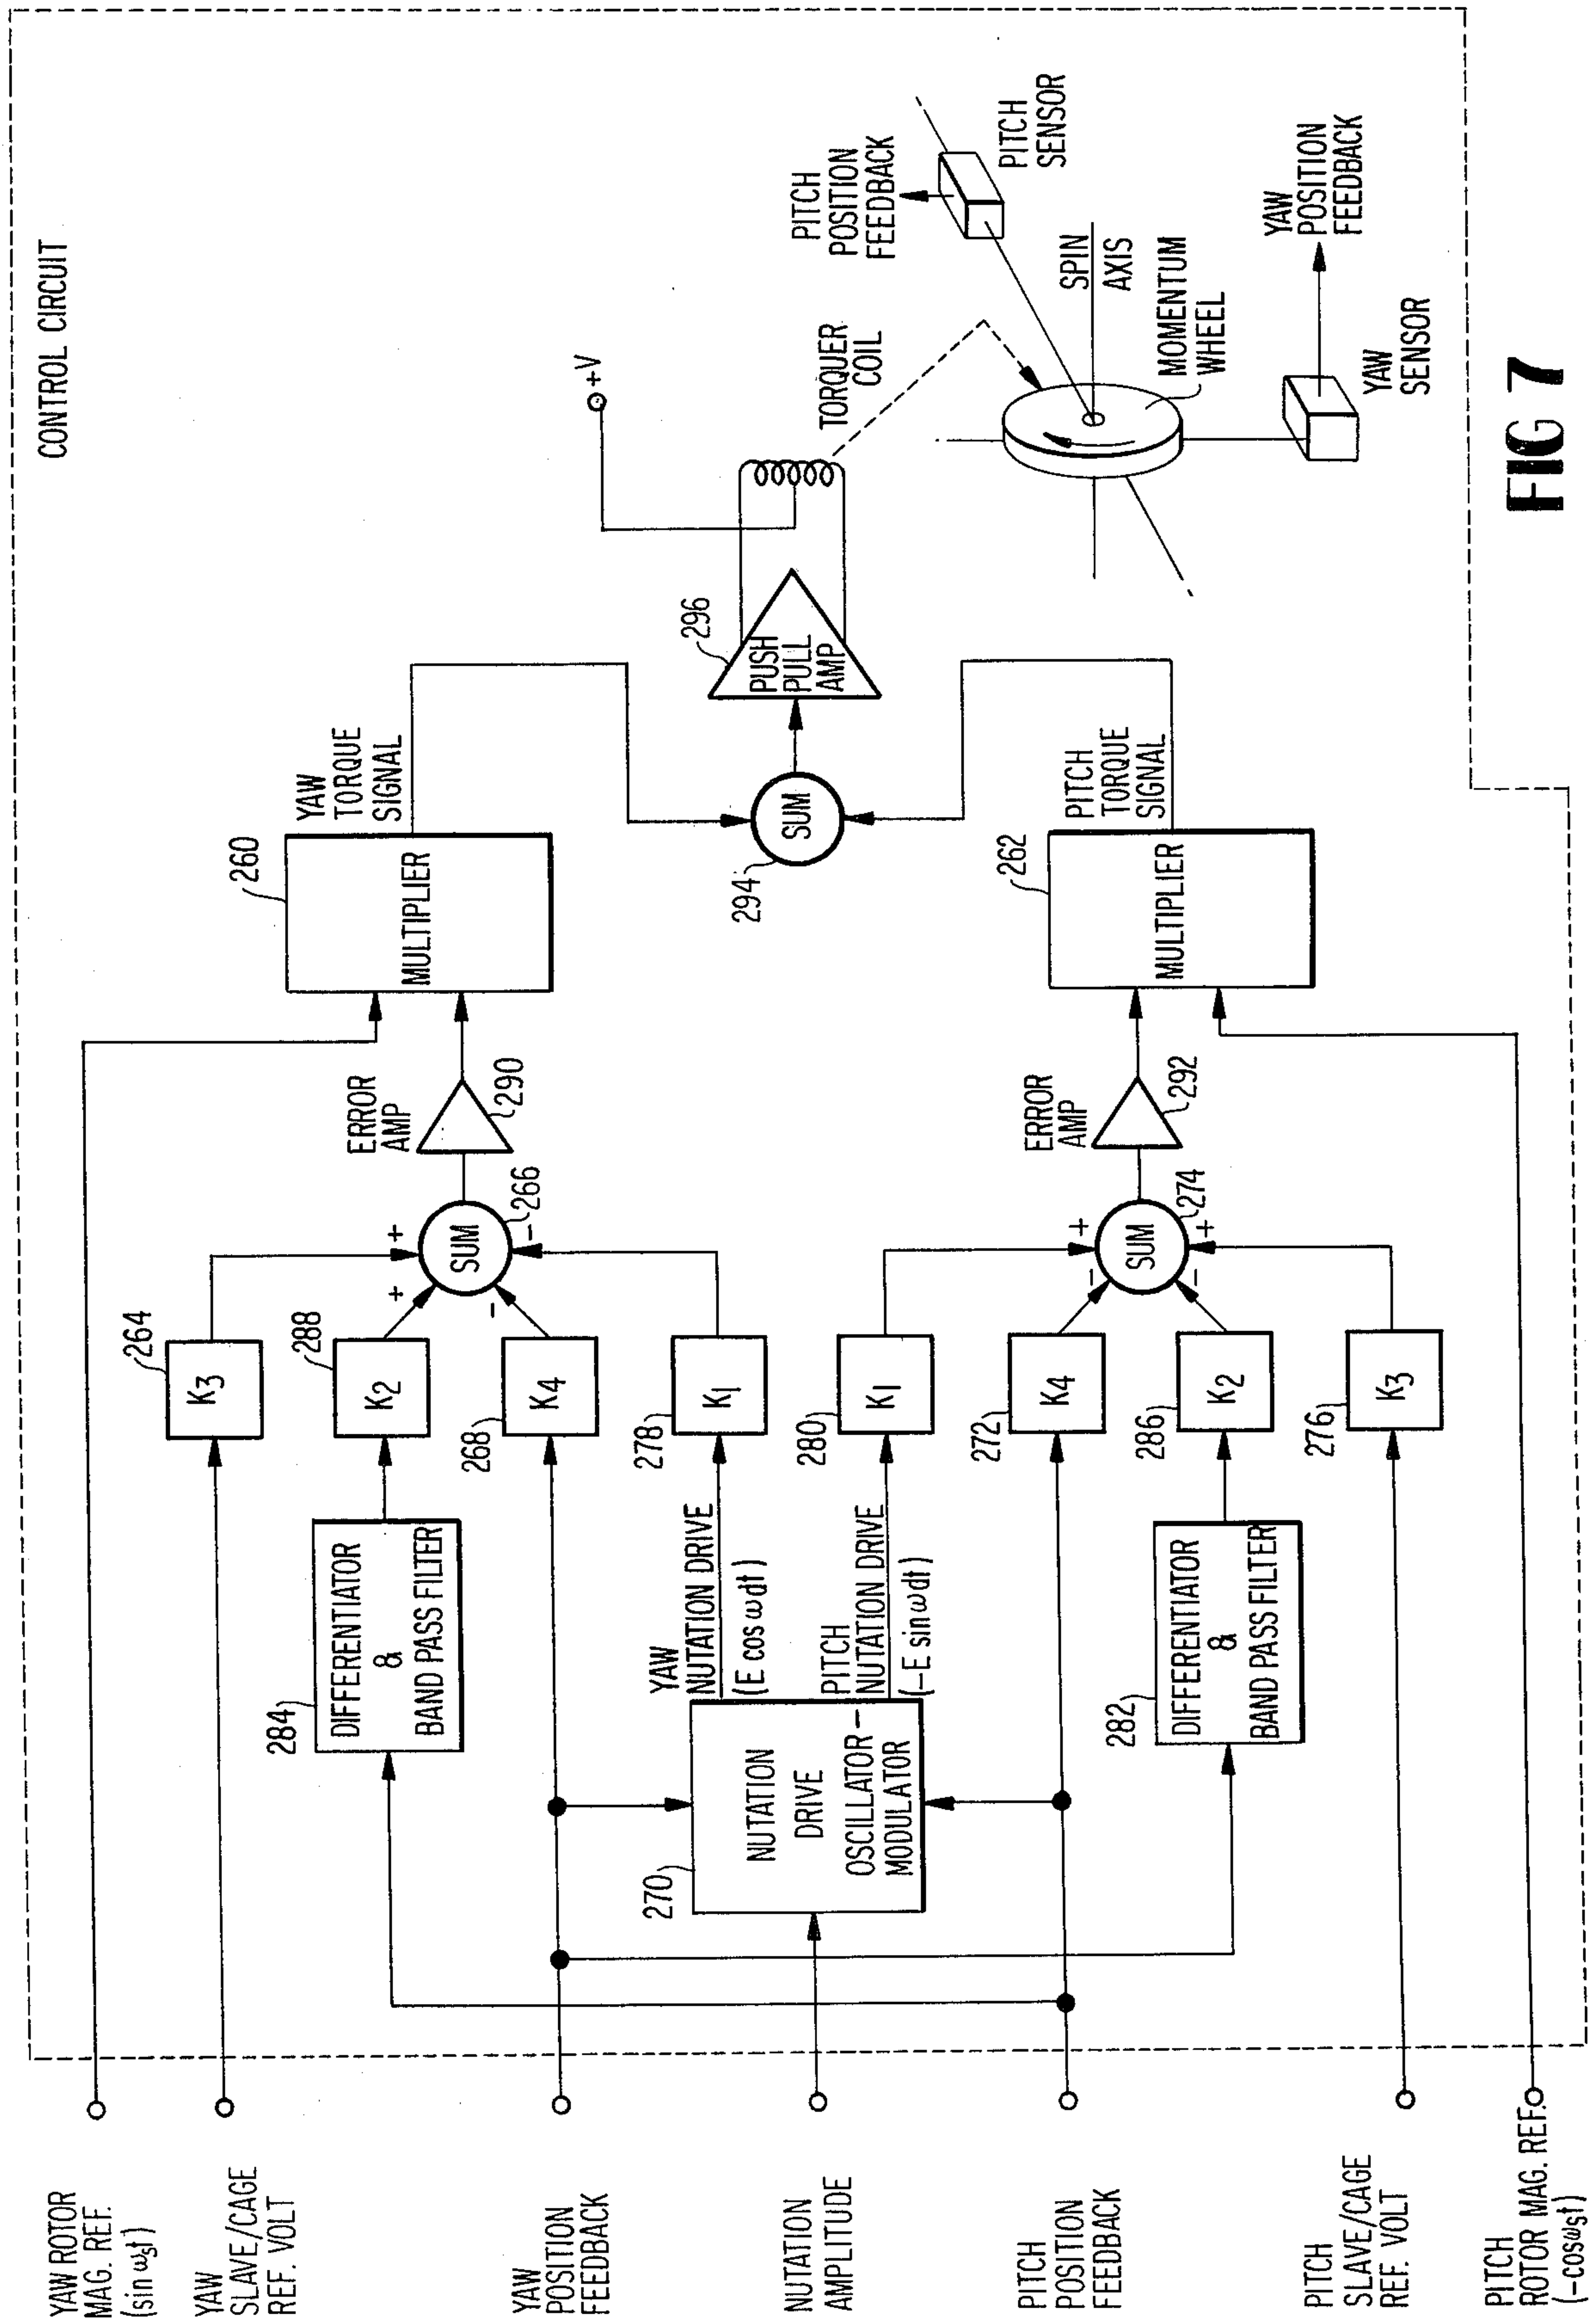 CONTROL CIRCUIT
YAW ROTOR
MAG. REF.
(sin ωst)
YAW
SLAVE/CAGE
REF. VOLT
YAW
POSITION
FEEDBACK
NUTATION
AMPLITUDE
PITCH
POSITION
FEEDBACK
PITCH
SLAVE/CAGE
REF. VOLT
PITCH
ROTOR MAG. REF.
(-cosωst)
284
DIFFERENTIATOR
&
BAND PASS FILTER
270
NUTATION
DRIVE
OSCILLATOR-
MODULATOR
282
DIFFERENTIATOR
&
BAND PASS FILTER
YAW
NUTATION DRIVE
(E cos ωdt)
PITCH
NUTATION DRIVE
(-E sin ωdt)
264
K3
288
K2
268
K4
278
K1
280
K1
272
K4
286
K2
276
K3
+
+
-
-
SUM
266
+
-
-
+
SUM
274
ERROR
AMP
290
ERROR
AMP
292
260
MULTIPLIER
262
MULTIPLIER
YAW
TORQUE
SIGNAL
PITCH
TORQUE
SIGNAL
294
SUM
296
PUSH
PULL
AMP
+V
TORQUER
COIL
PITCH
POSITION
FEEDBACK
PITCH
SENSOR
SPIN
AXIS
MOMENTUM
WHEEL
YAW
POSITION
FEEDBACK
YAW
SENSOR
FIG 7